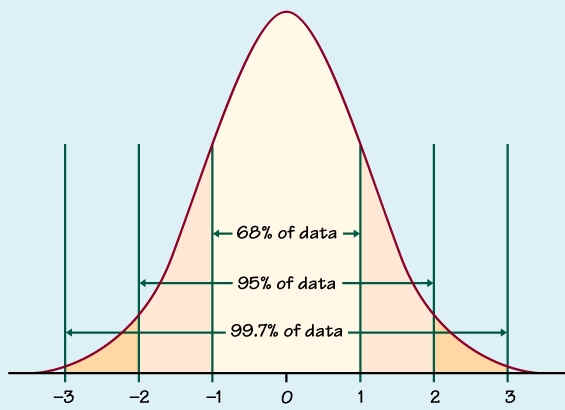 68% of data
95% of data
99.7% of data
−3 −2 −1 0 1 2 3